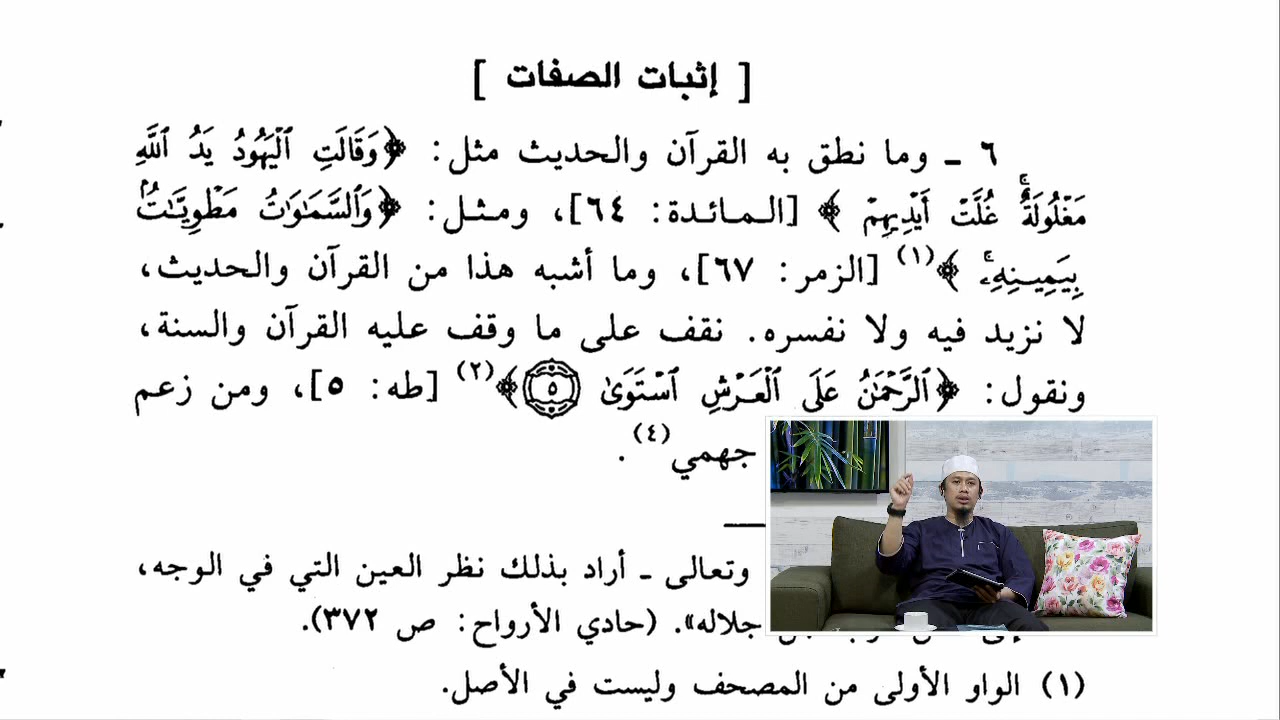 [ إثبات الصفات ]
٦ ـ وما نطق به القرآن والحديث مثل: ﴿وَقَالَتِ ٱلْيَهُودُ يَدُ ٱللَّهِ
مَغْلُولَةٌۚ غُلَّتْ أَيْدِيهِمْ ﴾ [المائدة: ٦٤]، ومثل: ﴿وَٱلسَّمَٰوَٰتُ مَطْوِيَّٰتُۢ
بِيَمِينِهِۦۚ ﴾(١) [الزمر: ٦٧]، وما أشبه هذا من القرآن والحديث،
لا نزيد فيه ولا نفسره. نقف على ما وقف عليه القرآن والسنة،
ونقول: ﴿ٱلرَّحْمَٰنُ عَلَى ٱلْعَرْشِ ٱسْتَوَىٰ ٥﴾(٢) [طه: ٥]، ومن زعم
جهمي(٤).
وتعالى ـ أراد بذلك نظر العين التي في الوجه،
جلاله». (حادي الأرواح: ص ٣٧٢).
(١) الواو الأولى من المصحف وليست في الأصل.